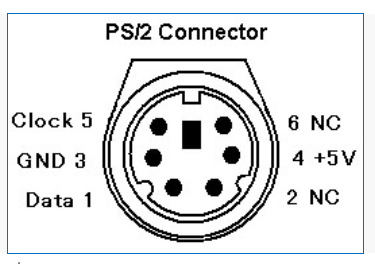 PS/2 Connector
Clock 5
6 NC
GND 3
4 +5V
Data 1
2 NC